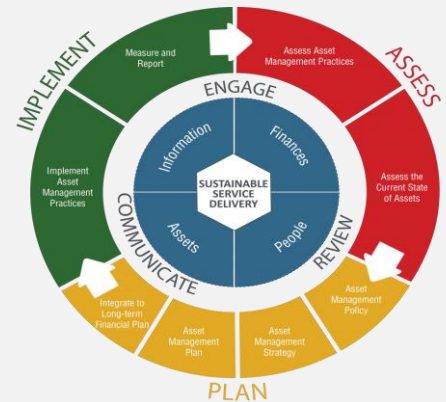 IMPLEMENT
Measure and
Report
Assess Asset
Management Practices
ASSESS
ENGAGE
Implement
Asset
Management
Practices
Information
Finances
Assess the
Current State
of Assets
SUSTAINABLE
SERVICE
DELIVERY
COMMUNICATE
Assets
People
REVIEW
Integrate to
Long-term
Financial Plan
Asset
Management
Plan
Asset
Management
Strategy
Asset
Management
Policy
PLAN